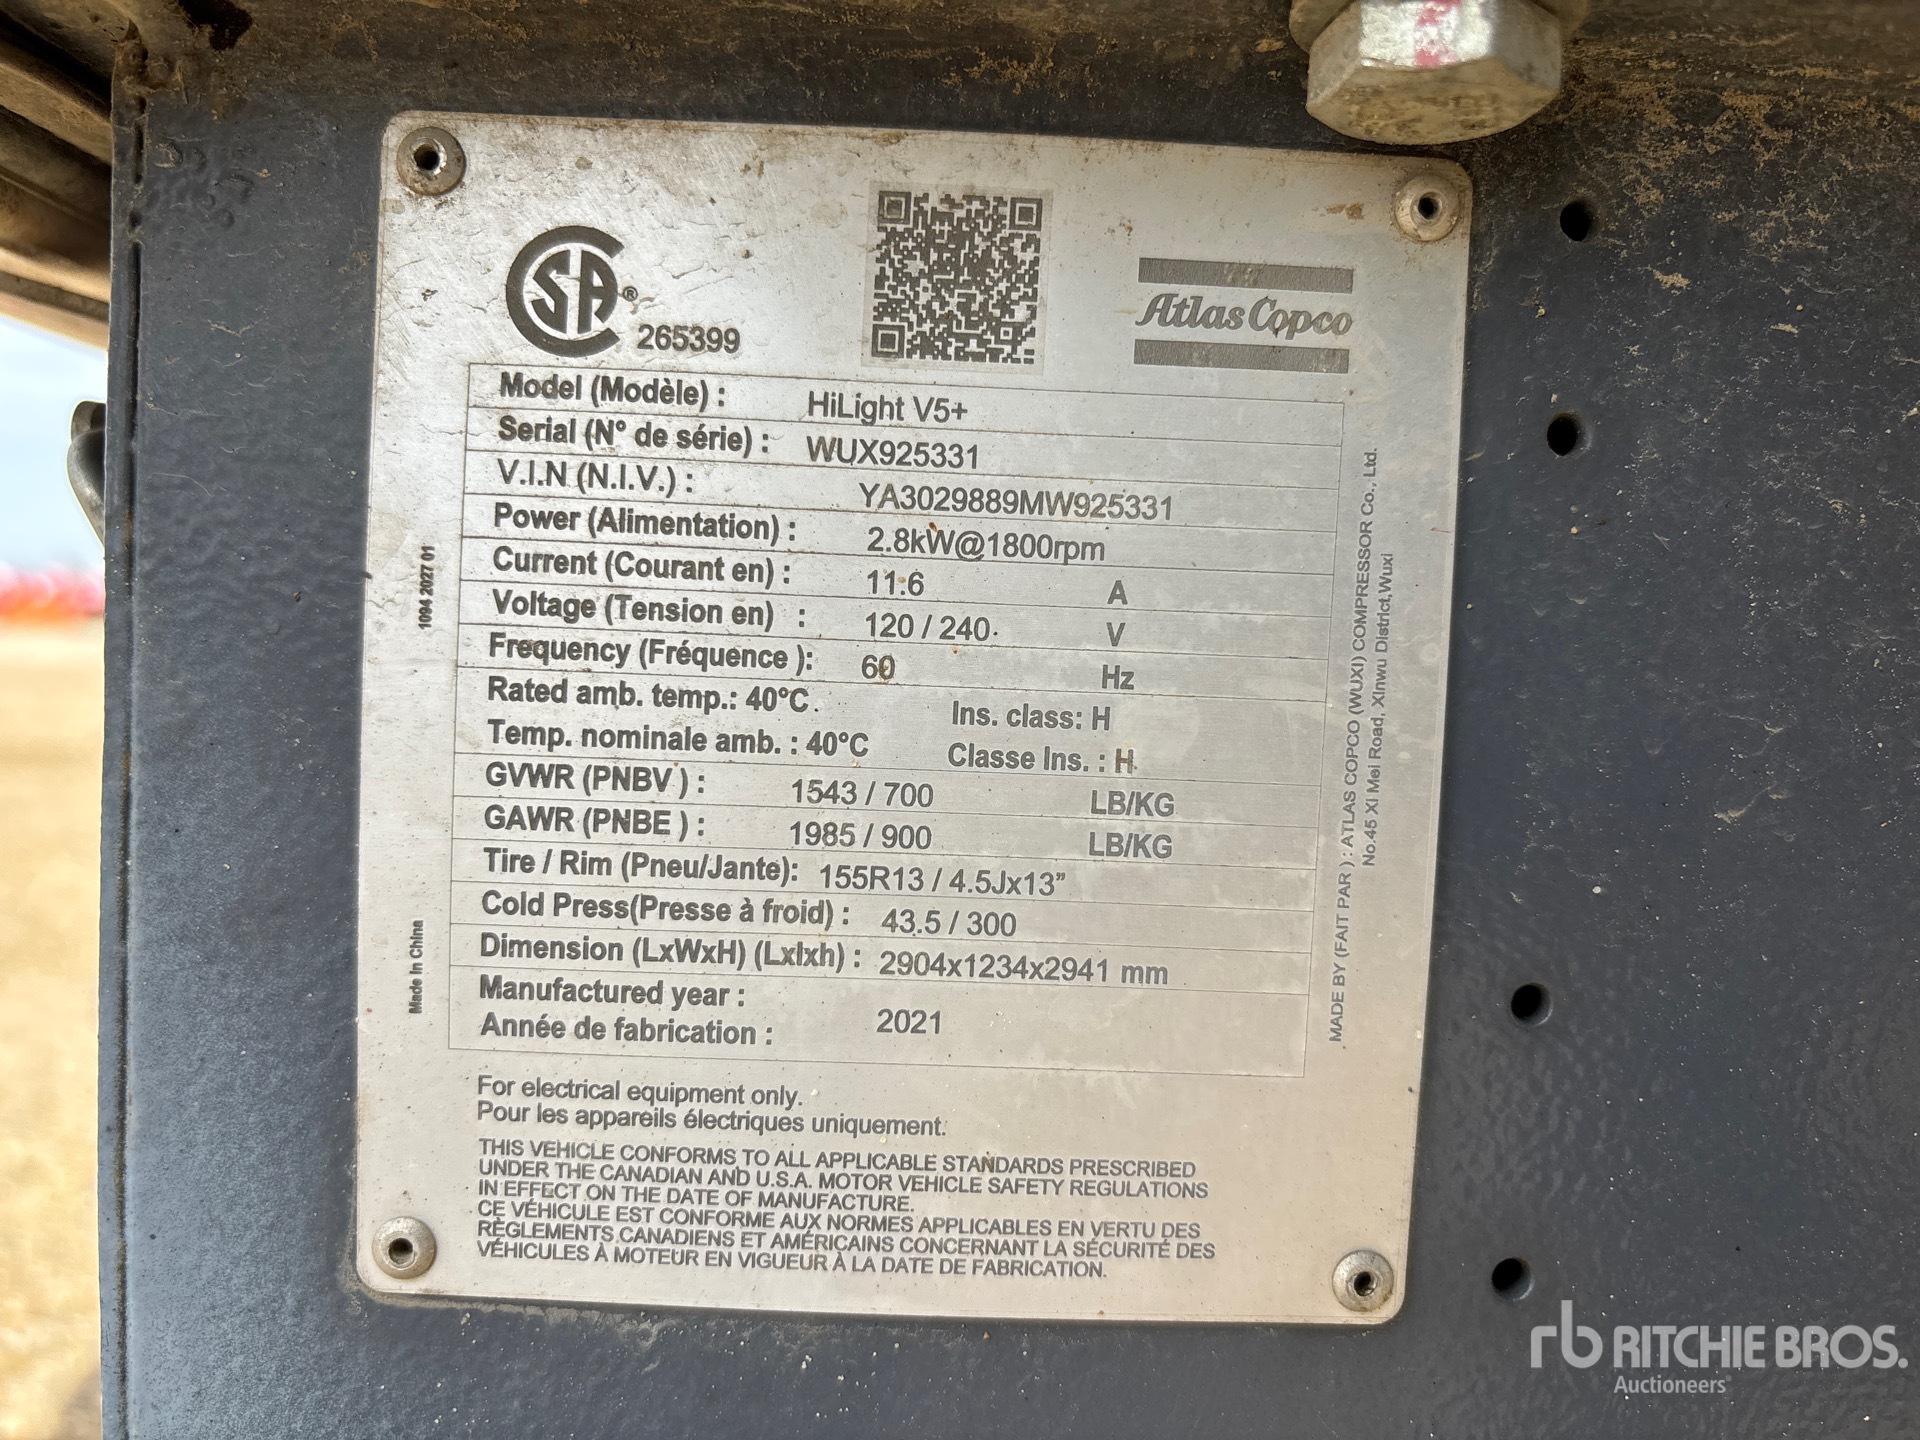 CSA ® 265399
Atlas Copco
Model (Modèle) : HiLight V5+
Serial (N° de série) : WUX925331
V.I.N (N.I.V.) : YA3029889MW925331
Power (Alimentation) : 2.8kW@1800rpm
Current (Courant en) : 11.6 A
Voltage (Tension en) : 120 / 240 V
Frequency (Fréquence ): 60 Hz
Rated amb. temp.: 40°C Ins. class: H
Temp. nominale amb. : 40°C Classe Ins. : H
GVWR (PNBV ) : 1543 / 700 LB/KG
GAWR (PNBE ) : 1985 / 900 LB/KG
Tire / Rim (Pneu/Jante): 155R13 / 4.5Jx13”
Cold Press(Presse à froid) : 43.5 / 300
Dimension (LxWxH) (Lxlxh) : 2904x1234x2941 mm
Manufactured year :
Année de fabrication : 2021
For electrical equipment only.
Pour les appareils électriques uniquement.
THIS VEHICLE CONFORMS TO ALL APPLICABLE STANDARDS PRESCRIBED
UNDER THE CANADIAN AND U.S.A. MOTOR VEHICLE SAFETY REGULATIONS
IN EFFECT ON THE DATE OF MANUFACTURE.
CE VÉHICULE EST CONFORME AUX NORMES APPLICABLES EN VERTU DES
RÈGLEMENTS CANADIENS ET AMÉRICAINS CONCERNANT LA SÉCURITÉ DES
VÉHICULES À MOTEUR EN VIGUEUR À LA DATE DE FABRICATION.
1094 2027 01
Made In China
MADE BY (FAIT PAR ) : ATLAS COPCO (WUXI) COMPRESSOR Co., Ltd.
No.45 XI Mei Road, Xinwu District,Wuxi
rb RITCHIE BROS.
Auctioneers